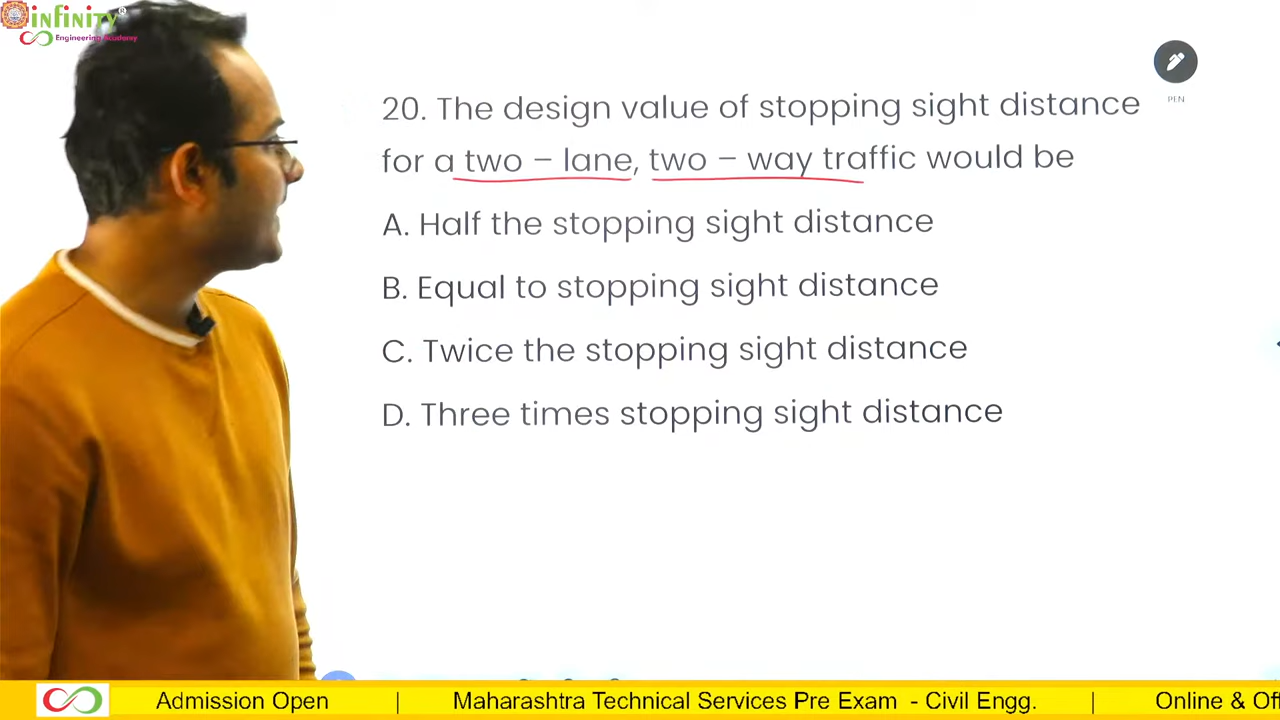 infinity®
Engineering Academy
PEN
20. The design value of stopping sight distance
for a two – lane, two – way traffic would be
A. Half the stopping sight distance
B. Equal to stopping sight distance
C. Twice the stopping sight distance
D. Three times stopping sight distance
Admission Open | Maharashtra Technical Services Pre Exam - Civil Engg. | Online &